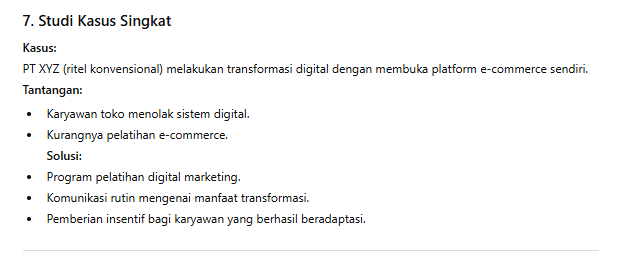 7. Studi Kasus Singkat
Kasus:
PT XYZ (ritel konvensional) melakukan transformasi digital dengan membuka platform e-commerce sendiri.
Tantangan:
• Karyawan toko menolak sistem digital.
• Kurangnya pelatihan e-commerce.
Solusi:
• Program pelatihan digital marketing.
• Komunikasi rutin mengenai manfaat transformasi.
• Pemberian insentif bagi karyawan yang berhasil beradaptasi.